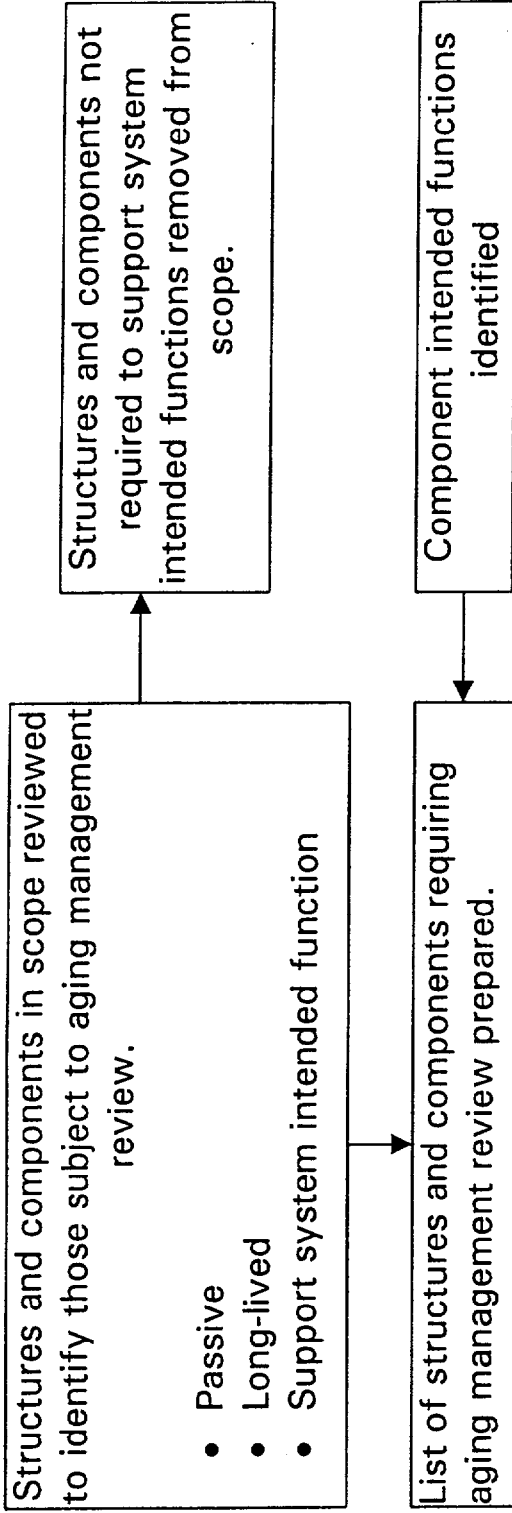 Structures and components in scope reviewed
to identify those subject to aging management
review.
• Passive
• Long-lived
• Support system intended function
Structures and components not
required to support system
intended functions removed from
scope.
List of structures and components requiring
aging management review prepared.
Component intended functions
identified